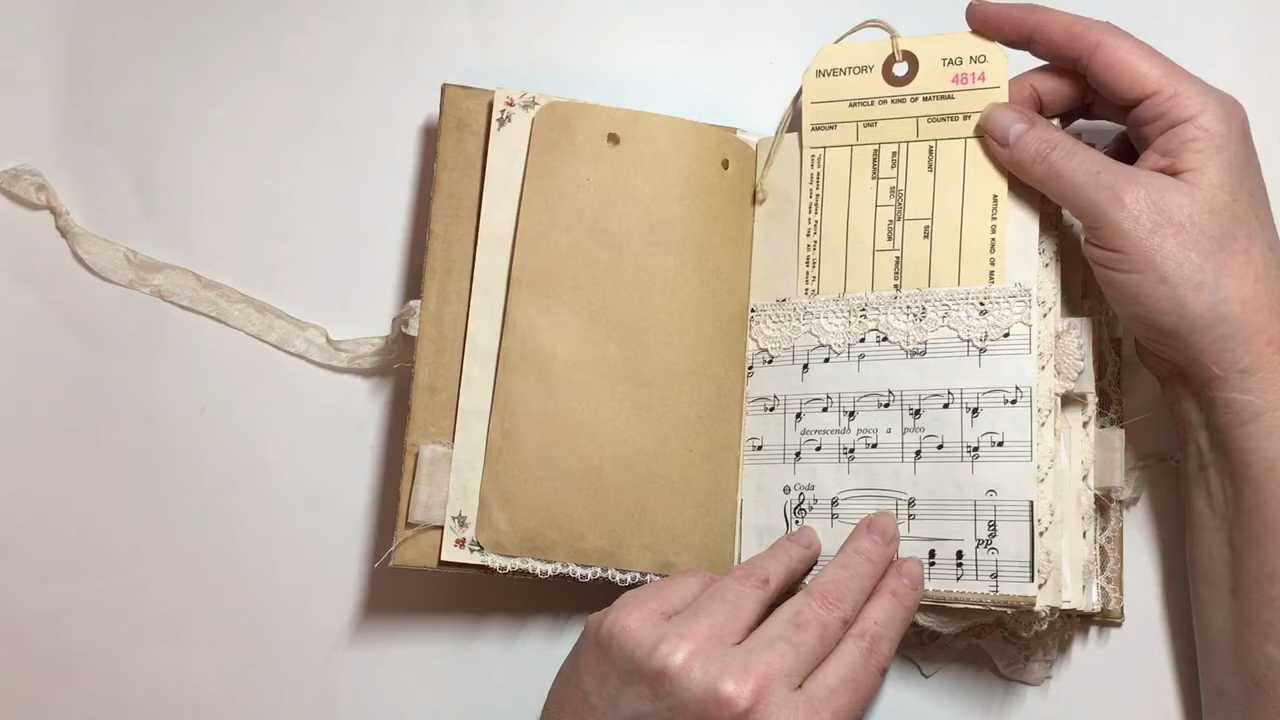 INVENTORY
TAG NO.
4814
ARTICLE OR KIND OF MATERIAL
AMOUNT UNIT COUNTED BY
REMARKS
BLDG.
SEC.
FLOOR
LOCATION
PRICED
AMOUNT
SIZE
ARTICLE OR KIND OF MAT
decrescendo poco a poco
Coda